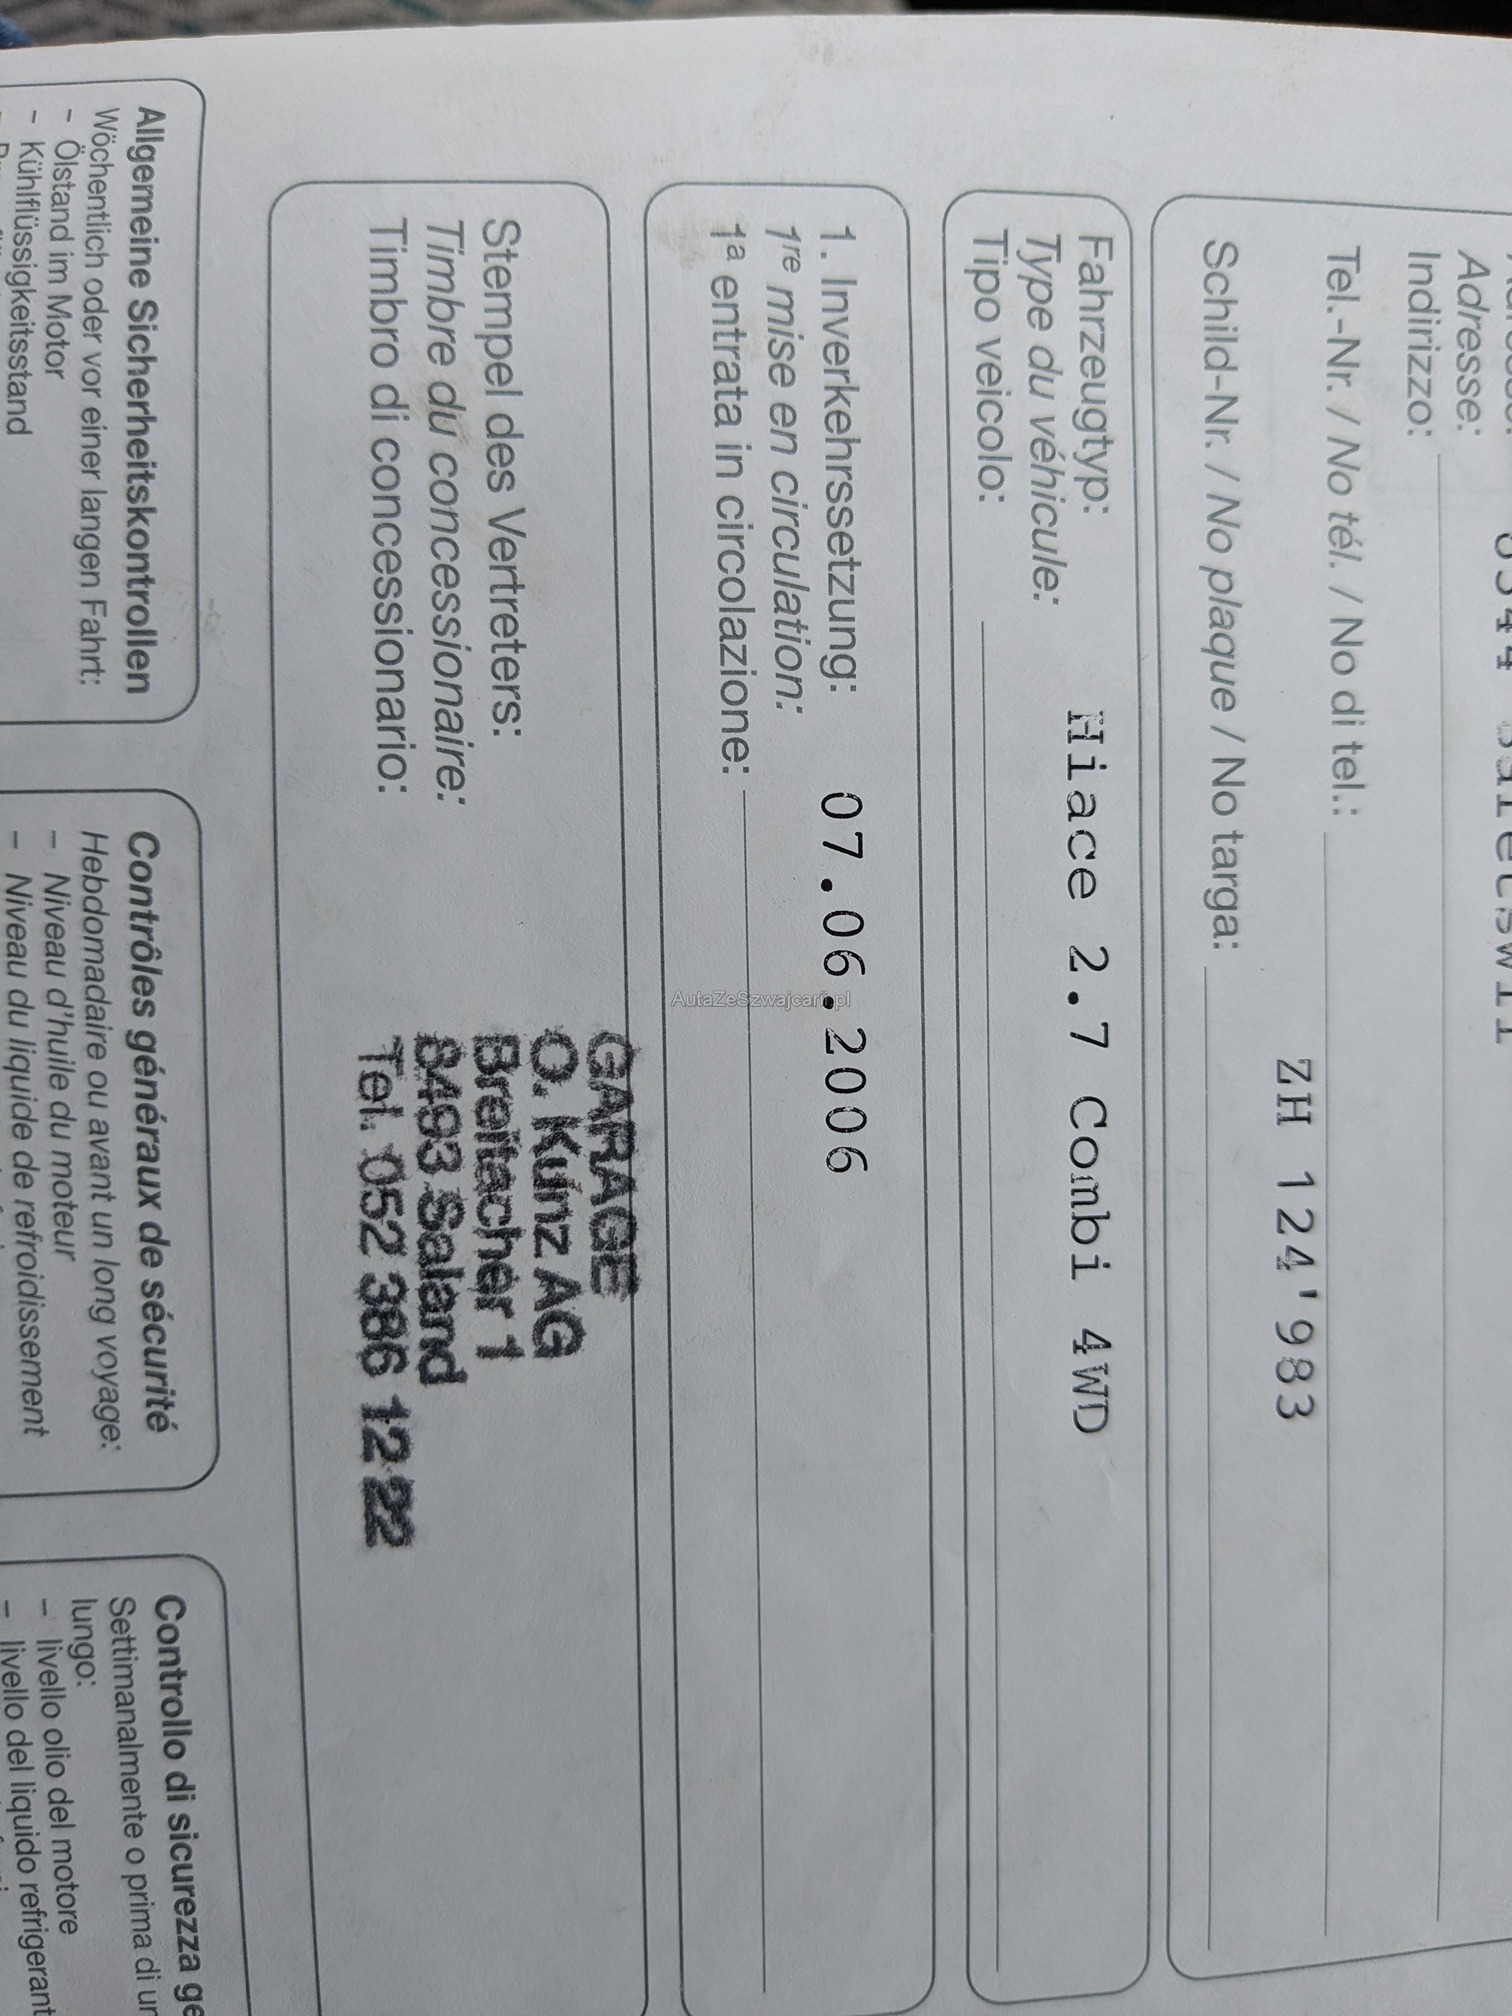 Adresse:
Indirizzo:
Tel.-Nr. / No tél. / No di tel.:
ZH 124'983
Schild-Nr. / No plaque / No targa:
Fahrzeugtyp: Hiace 2.7 Combi 4WD
Type du véhicule:
Tipo veicolo:
1. Inverkehrssetzung: 07.06.2006
1re mise en circulation:
1a entrata in circolazione:
Stempel des Vertreters:
Timbre du concessionaire:
Timbro di concessionario:
GARAGE
O. Kunz AG
Breitacher 1
8493 Saland
Tel. 052 386 12 22
Allgemeine Sicherheitskontrollen
Wöchentlich oder vor einer langen Fahrt:
- Ölstand im Motor
- Kühlflüssigkeitsstand
Contrôles généraux de sécurité
Hebdomadaire ou avant un long voyage:
- Niveau d'huile du moteur
- Niveau du liquide de refroidissement
Controllo di sicurezza
Settimanalmente o prima di
lungo:
- livello olio del motore
- livello del liquido
AutaZeSzwajcarii.pl